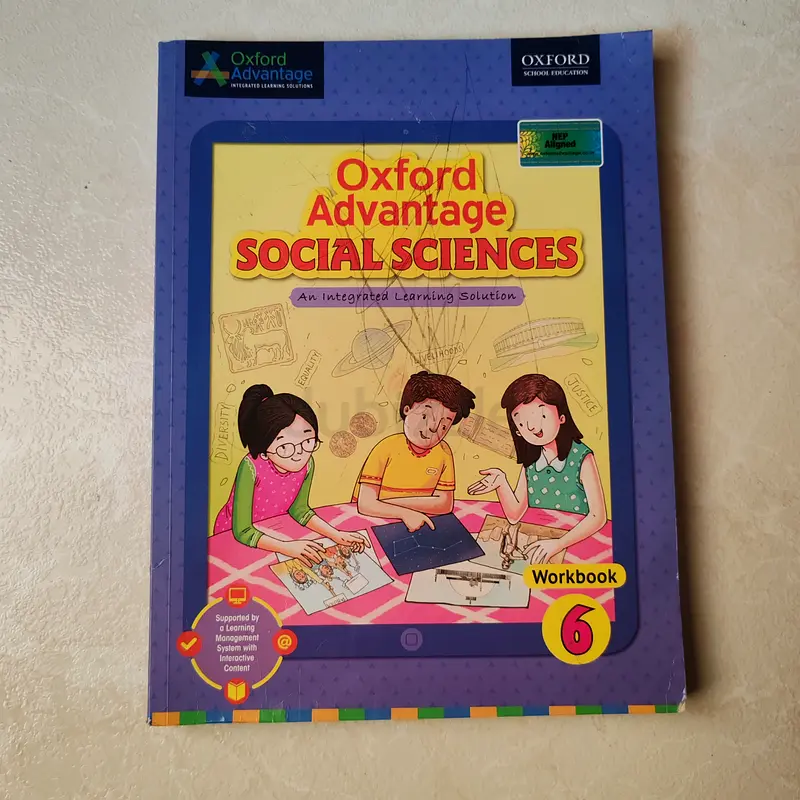 Oxford
Advantage
INTEGRATED LEARNING SOLUTIONS
OXFORD
SCHOOL EDUCATION
NEP
Aligned
Oxford
Advantage
SOCIAL SCIENCES
An Integrated Learning Solution
EQUALITY
LIVELIHOODS
DIVERSITY
JUSTICE
Workbook
6
Supported by
a Learning
Management
System with
Interactive
Content